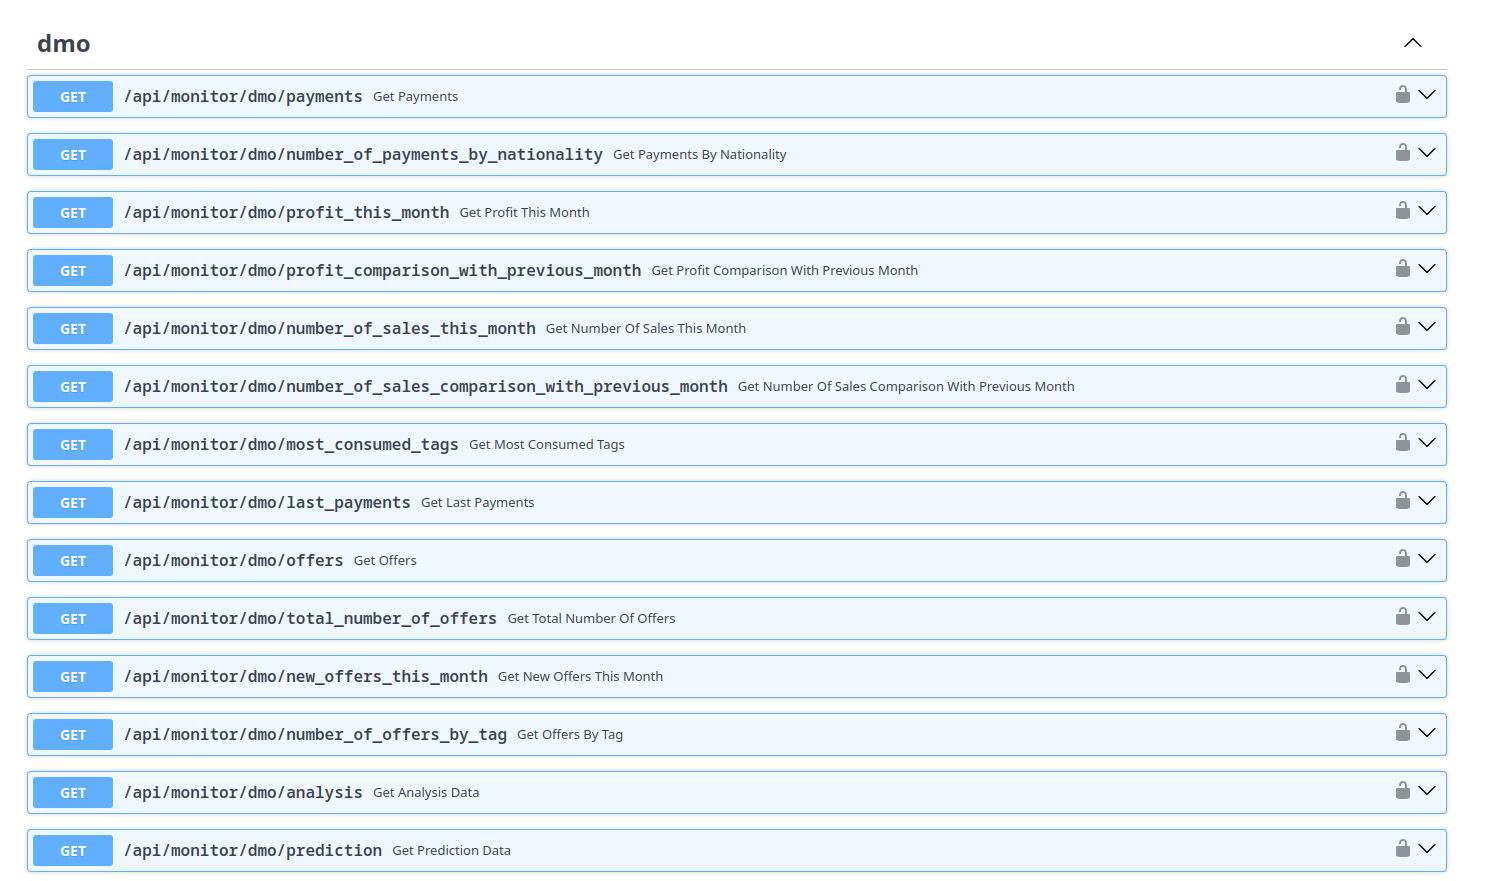 dmo
GET /api/monitor/dmo/payments Get Payments
GET /api/monitor/dmo/number_of_payments_by_nationality Get Payments By Nationality
GET /api/monitor/dmo/profit_this_month Get Profit This Month
GET /api/monitor/dmo/profit_comparison_with_previous_month Get Profit Comparison With Previous Month
GET /api/monitor/dmo/number_of_sales_this_month Get Number Of Sales This Month
GET /api/monitor/dmo/number_of_sales_comparison_with_previous_month Get Number Of Sales Comparison With Previous Month
GET /api/monitor/dmo/most_consumed_tags Get Most Consumed Tags
GET /api/monitor/dmo/last_payments Get Last Payments
GET /api/monitor/dmo/offers Get Offers
GET /api/monitor/dmo/total_number_of_offers Get Total Number Of Offers
GET /api/monitor/dmo/new_offers_this_month Get New Offers This Month
GET /api/monitor/dmo/number_of_offers_by_tag Get Offers By Tag
GET /api/monitor/dmo/analysis Get Analysis Data
GET /api/monitor/dmo/prediction Get Prediction Data